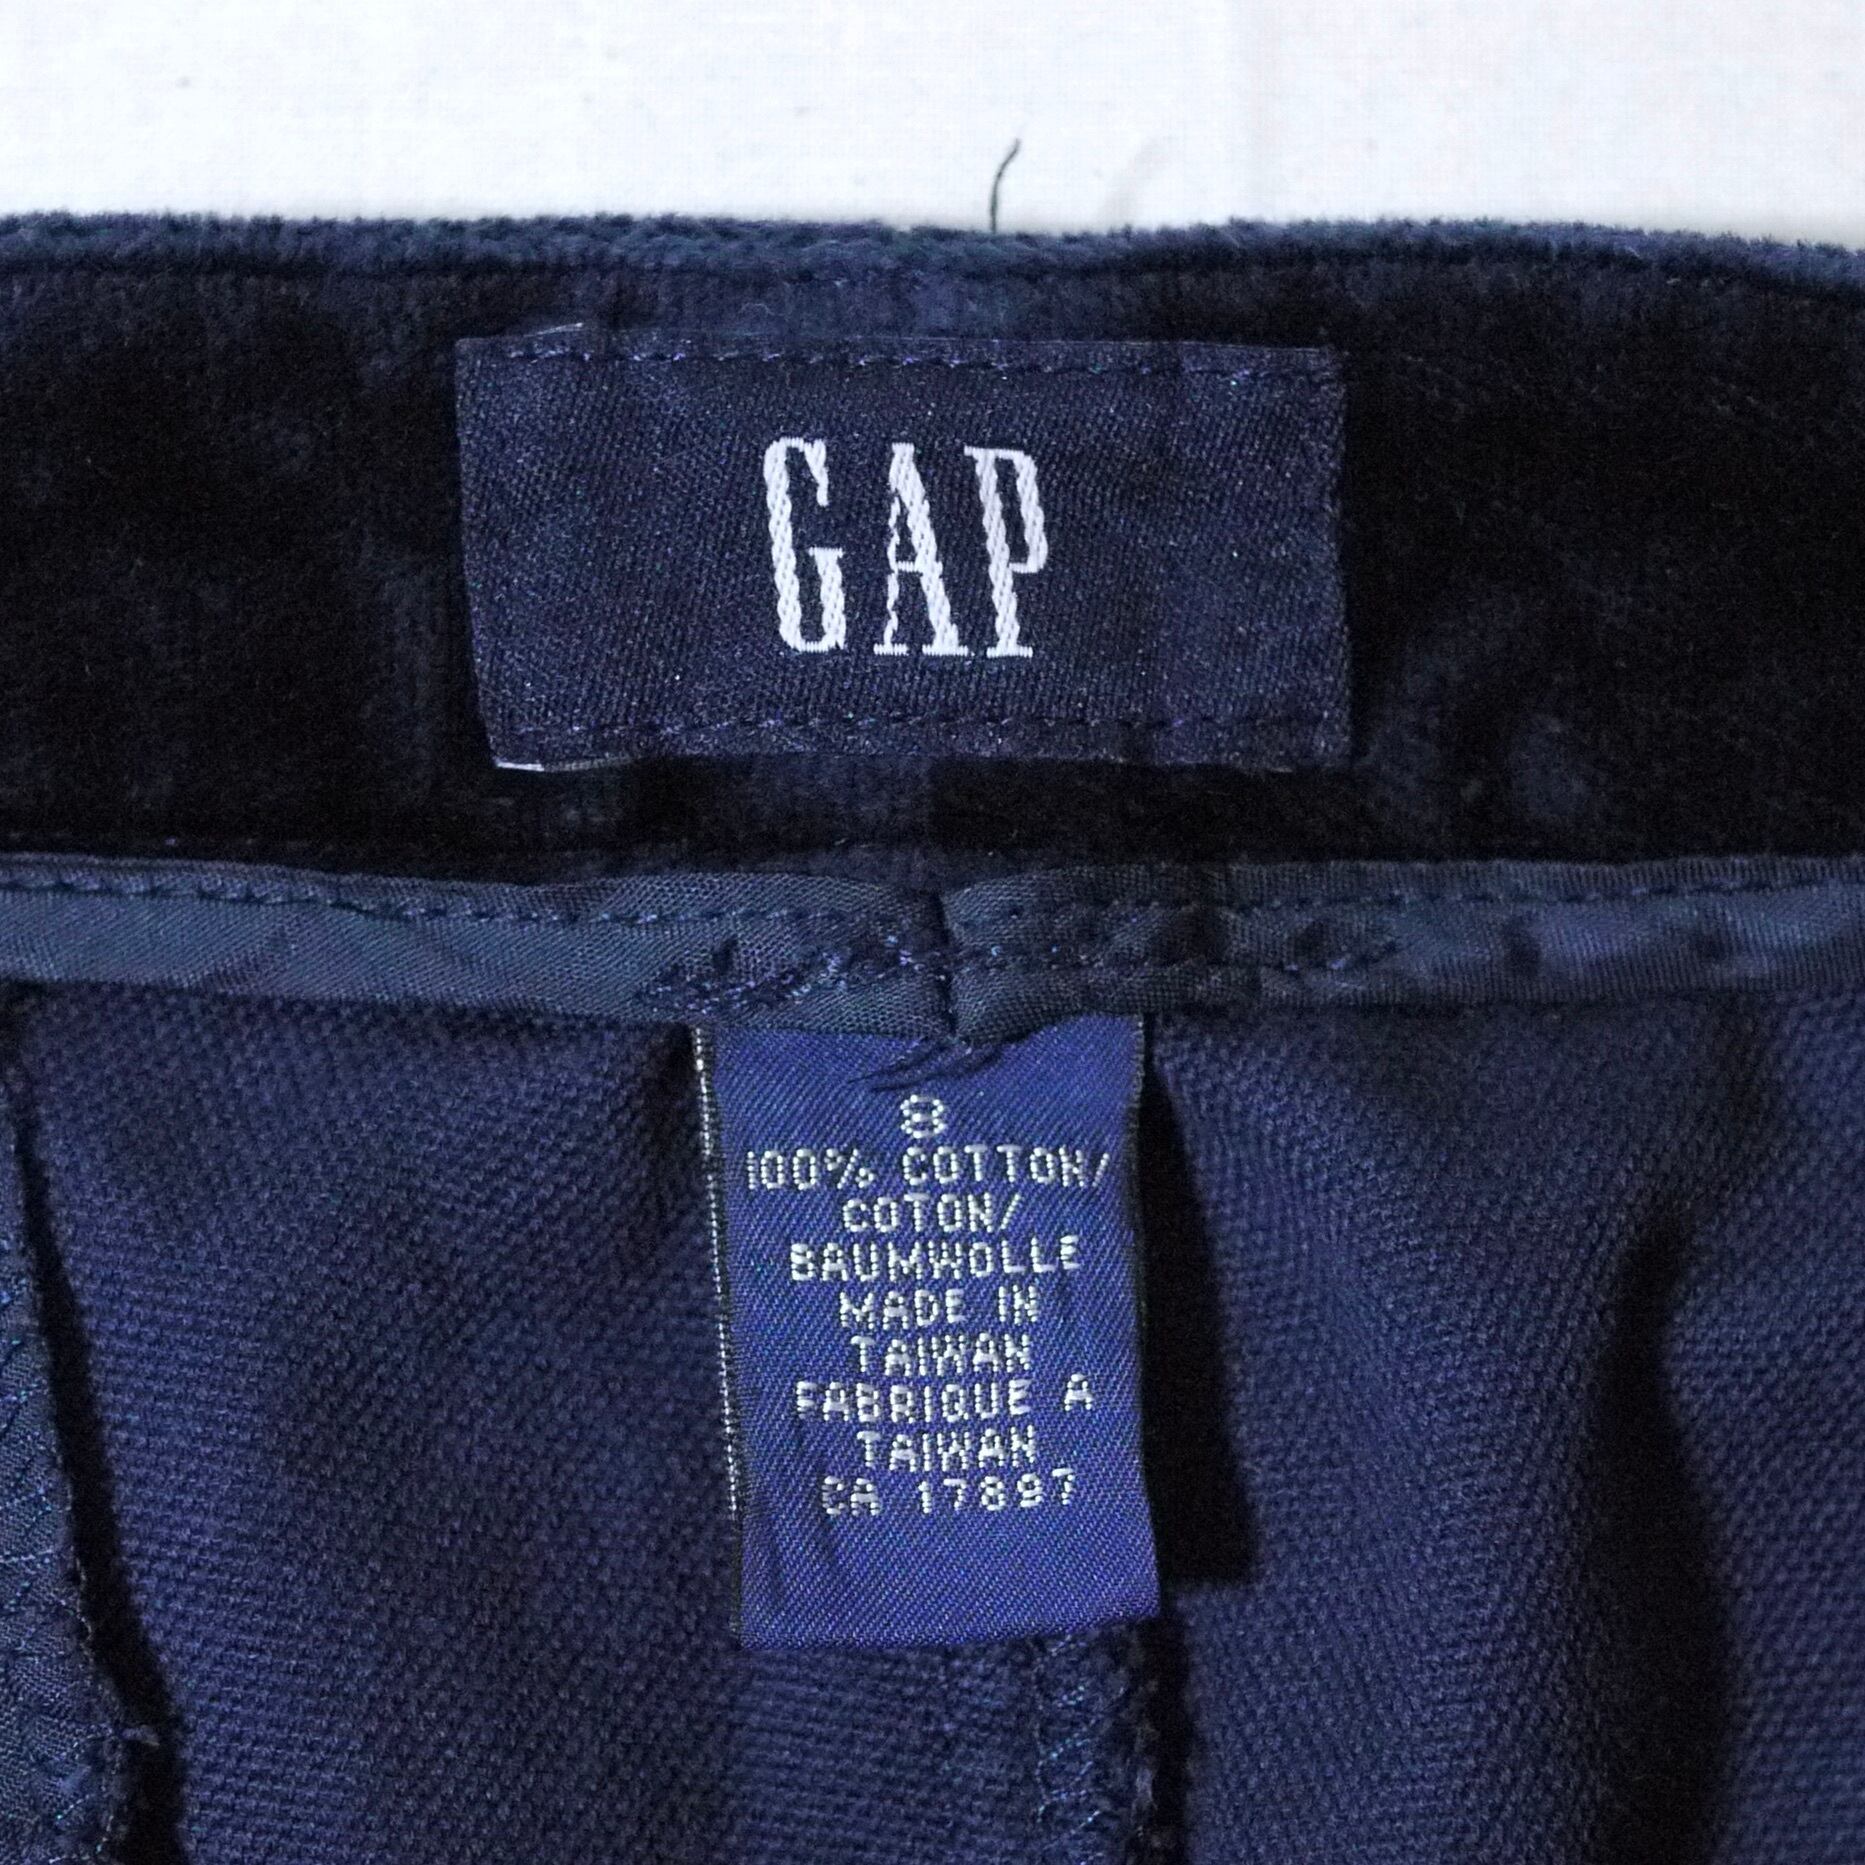 GAP
8
100% COTTON/
COTON/
BAUMWOLLE
MADE IN
TAIWAN
FABRIQUE A
TAIWAN
CA 17897